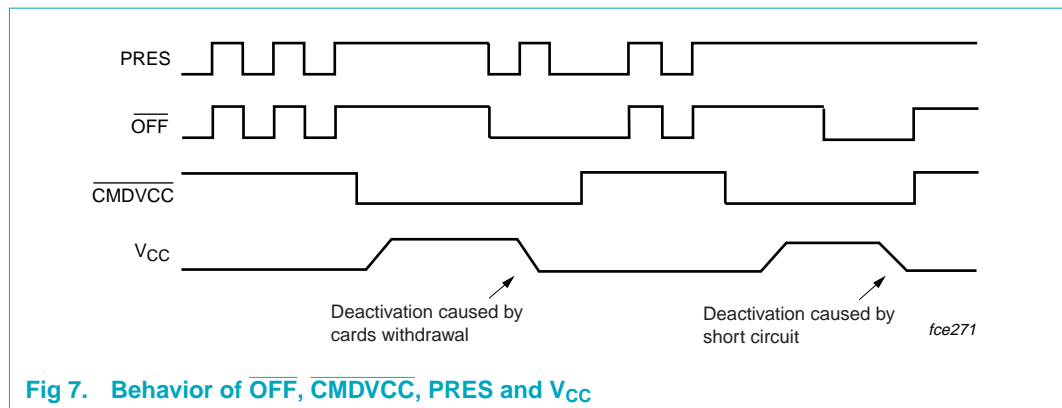 PRES
OFF
CMDVCC
VCC
Deactivation caused by
cards withdrawal
Deactivation caused by
short circuit
fce271
Fig 7. Behavior of OFF, CMDVCC, PRES and VCC